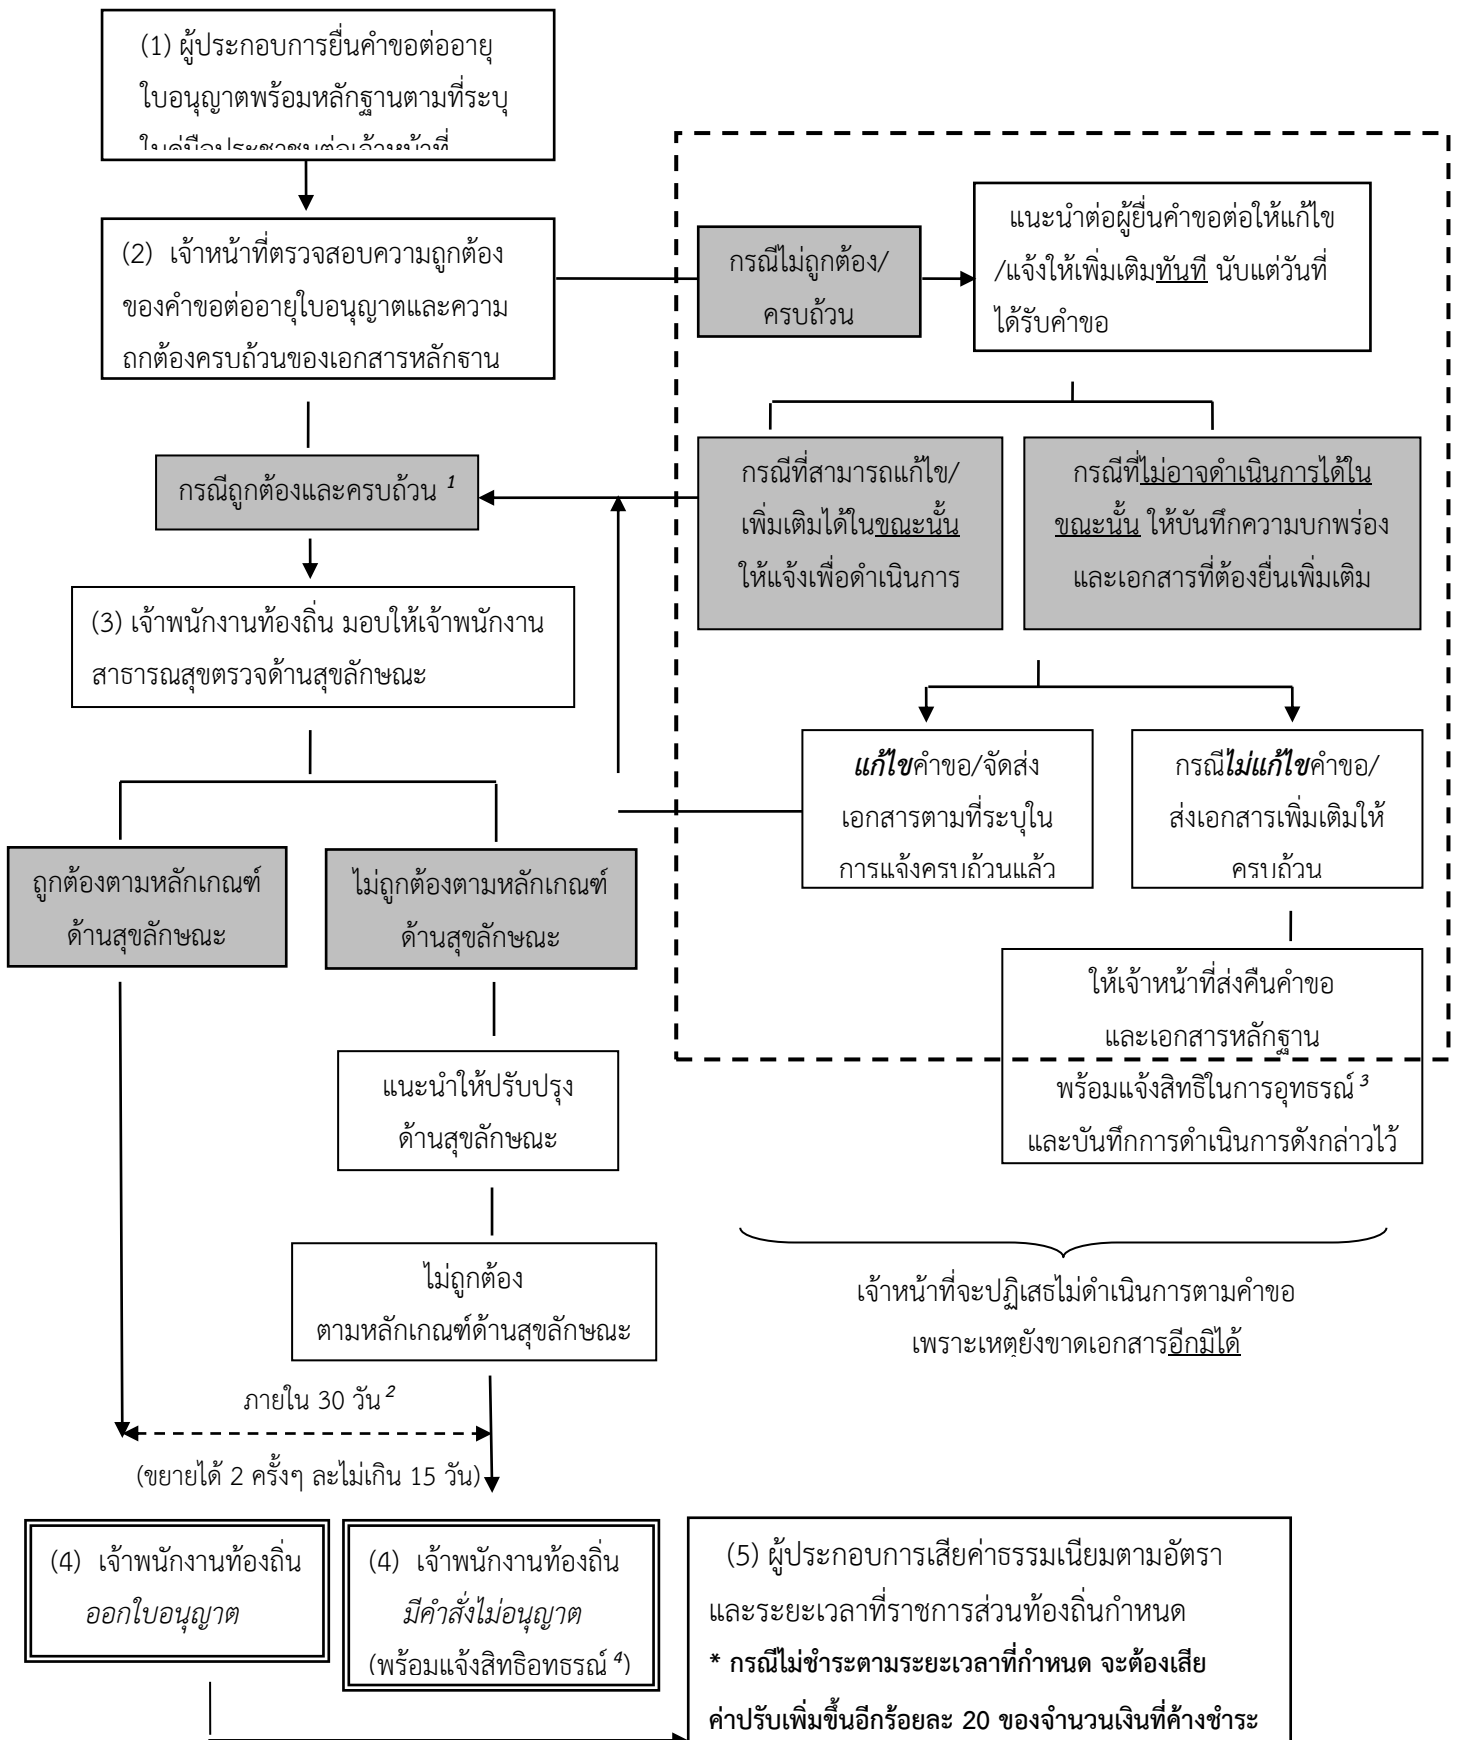 (1) ผู้ประกอบการยื่นคำขอต่ออายุ
ใบอนุญาตพร้อมหลักฐานตามที่ระบุ
ในคู่มือประชาชนต่อเจ้าหน้าที่
(2) เจ้าหน้าที่ตรวจสอบความถูกต้อง
ของคำขอต่ออายุใบอนุญาตและความ
ถูกต้องครบถ้วนของเอกสารหลักฐาน
กรณีไม่ถูกต้อง/
ครบถ้วน
แนะนำต่อผู้ยื่นคำขอต่อให้แก้ไข
/แจ้งให้เพิ่มเติมทันที นับแต่วันที่
ได้รับคำขอ
กรณีถูกต้องและครบถ้วน 1
กรณีที่สามารถแก้ไข/
เพิ่มเติมได้ในขณะนั้น
ให้แจ้งเพื่อดำเนินการ
กรณีที่ไม่อาจดำเนินการได้ใน
ขณะนั้น ให้บันทึกความบกพร่อง
และเอกสารที่ต้องยื่นเพิ่มเติม
(3) เจ้าพนักงานท้องถิ่น มอบให้เจ้าพนักงาน
สาธารณสุขตรวจด้านสุขลักษณะ
แก้ไขคำขอ/จัดส่ง
เอกสารตามที่ระบุใน
การแจ้งครบถ้วนแล้ว
กรณีไม่แก้ไขคำขอ/
ส่งเอกสารเพิ่มเติมให้
ครบถ้วน
ถูกต้องตามหลักเกณฑ์
ด้านสุขลักษณะ
ไม่ถูกต้องตามหลักเกณฑ์
ด้านสุขลักษณะ
ให้เจ้าหน้าที่ส่งคืนคำขอ
และเอกสารหลักฐาน
พร้อมแจ้งสิทธิในการอุทธรณ์ 3
และบันทึกการดำเนินการดังกล่าวไว้
แนะนำให้ปรับปรุง
ด้านสุขลักษณะ
ไม่ถูกต้อง
ตามหลักเกณฑ์ด้านสุขลักษณะ
เจ้าหน้าที่จะปฏิเสธไม่ดำเนินการตามคำขอ
เพราะเหตุยังขาดเอกสารอีกมิได้
ภายใน 30 วัน 2
(ขยายได้ 2 ครั้งๆ ละไม่เกิน 15 วัน)
(4) เจ้าพนักงานท้องถิ่น
ออกใบอนุญาต
(4) เจ้าพนักงานท้องถิ่น
มีคำสั่งไม่อนุญาต
(พร้อมแจ้งสิทธิอุทธรณ์ 4)
(5) ผู้ประกอบการเสียค่าธรรมเนียมตามอัตรา
และระยะเวลาที่ราชการส่วนท้องถิ่นกำหนด
* กรณีไม่ชำระตามระยะเวลาที่กำหนด จะต้องเสีย
ค่าปรับเพิ่มขึ้นอีกร้อยละ 20 ของจำนวนเงินที่ค้างชำระ